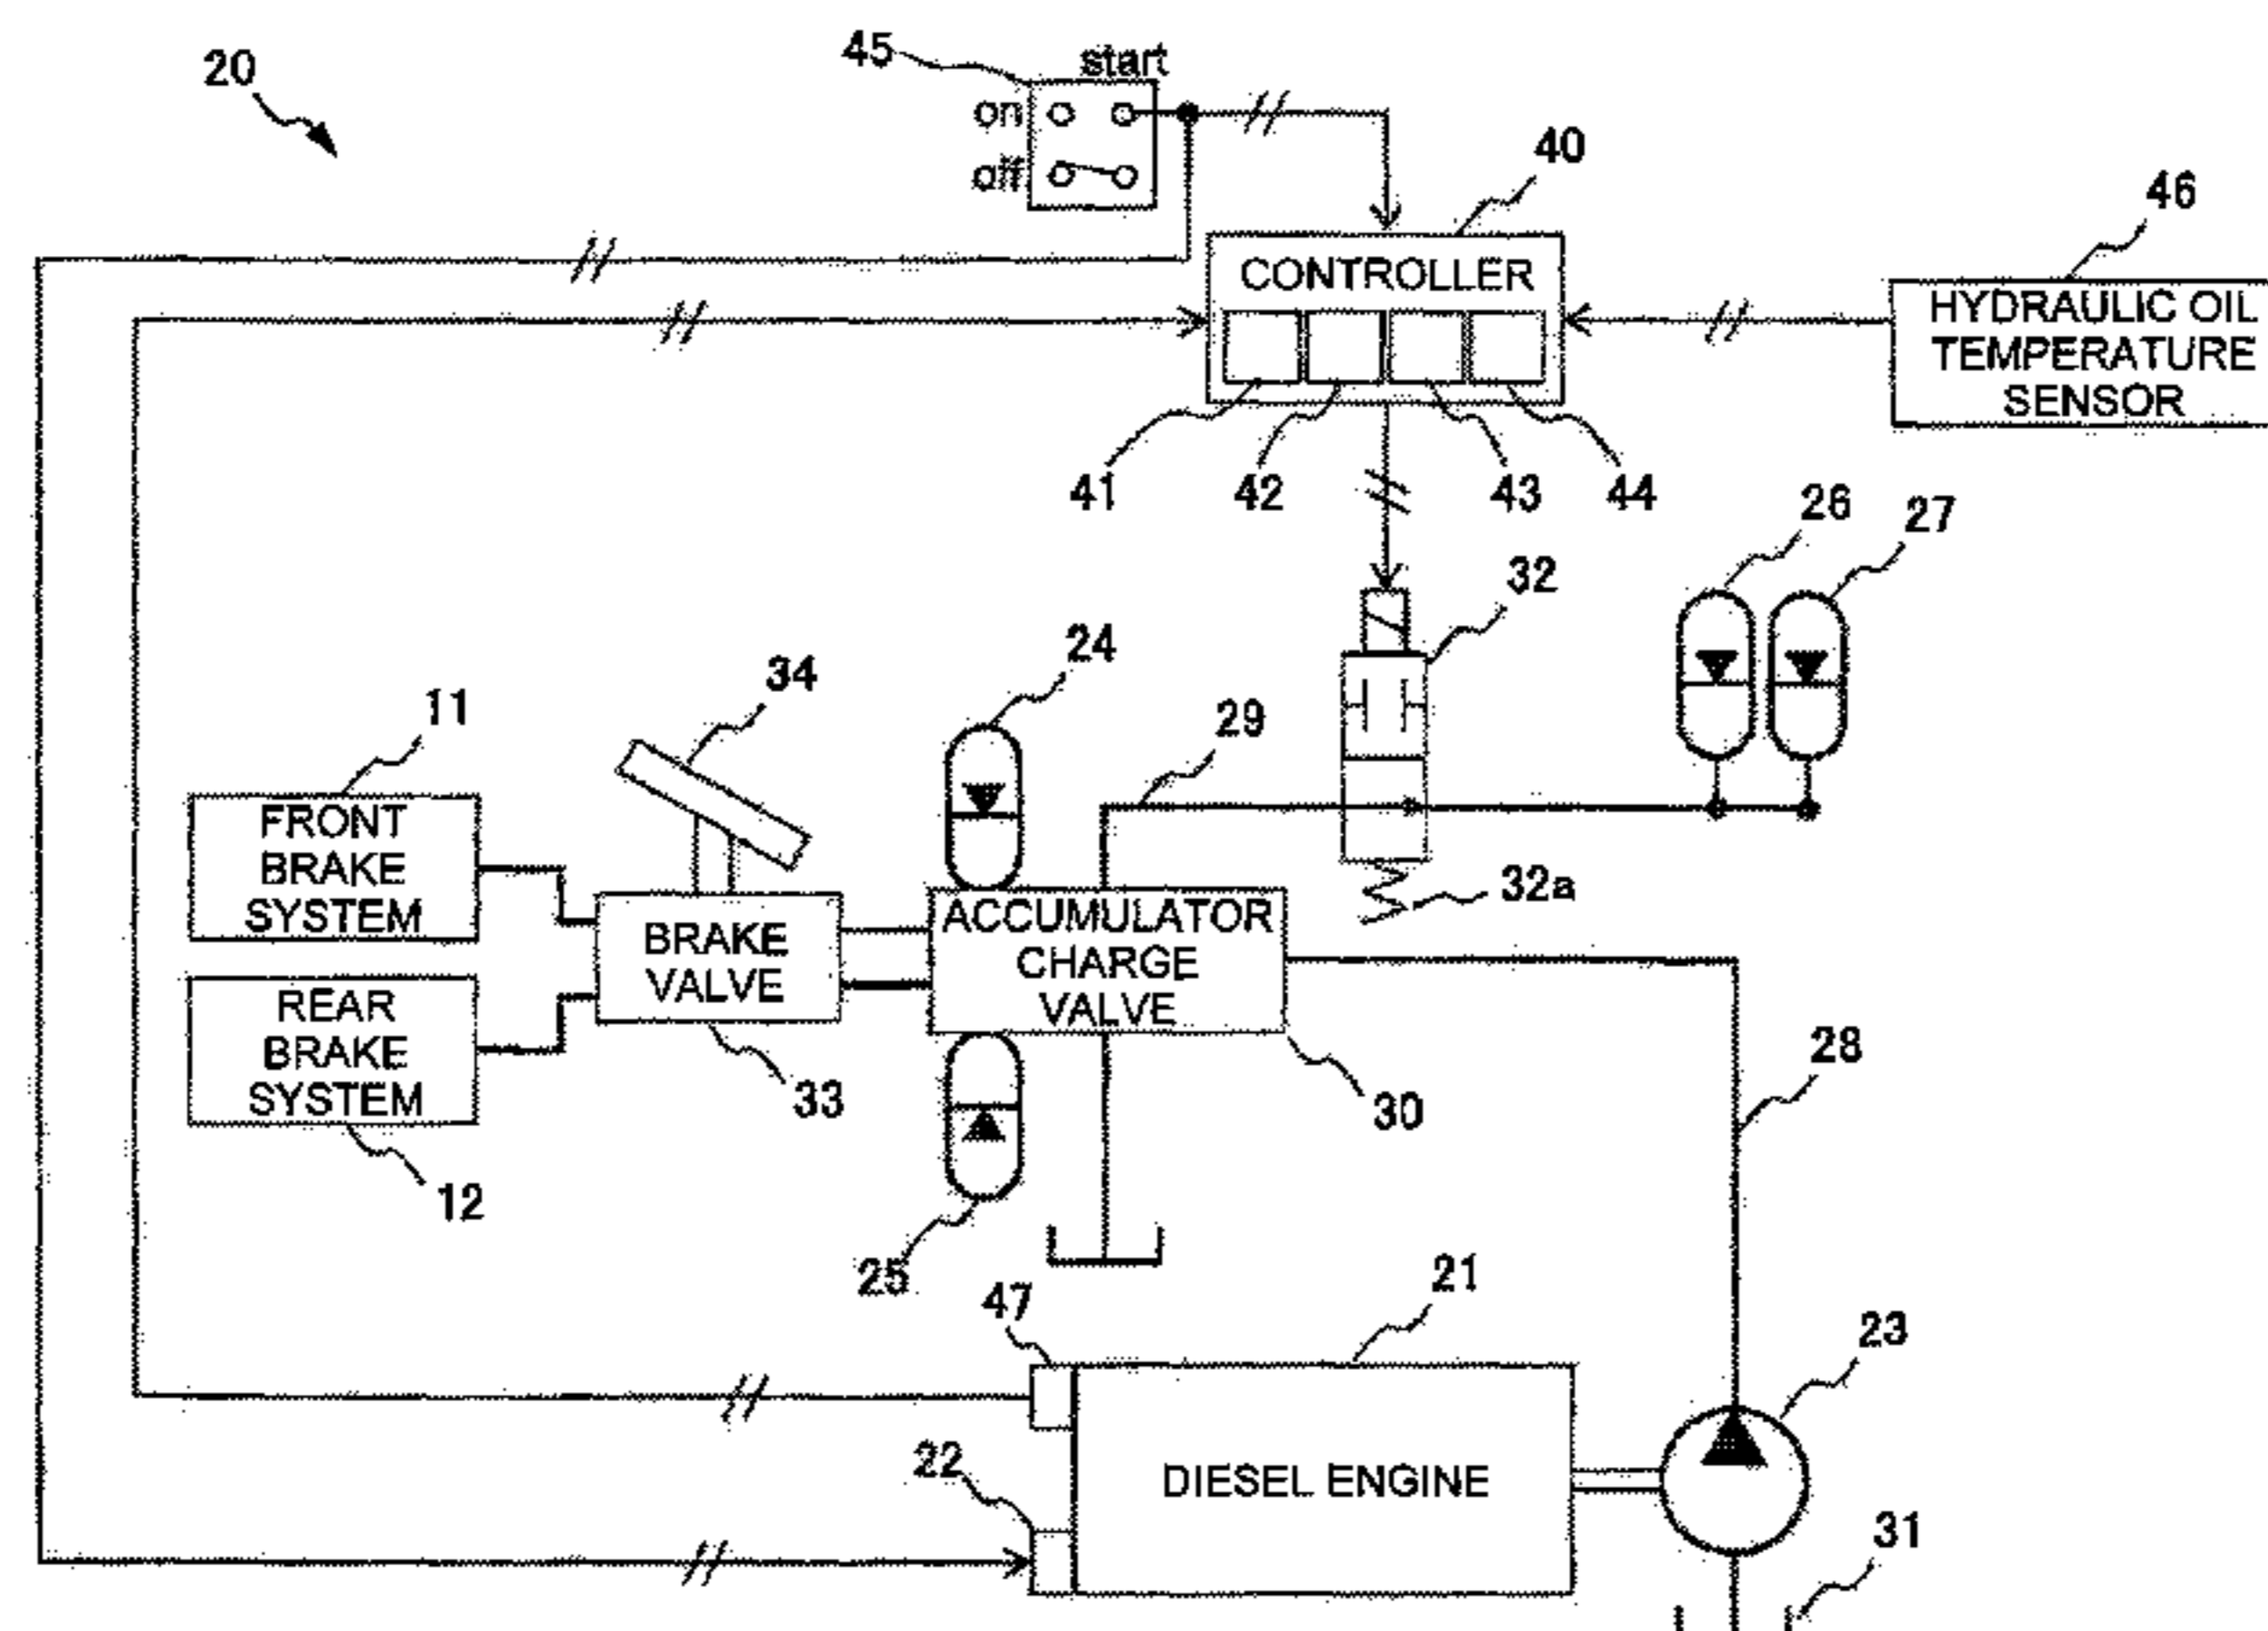 20
45
start
on
off
40
46
CONTROLLER
HYDRAULIC OIL
TEMPERATURE
SENSOR
41
42
43
44
26
27
32
24
34
11
29
FRONT
BRAKE
SYSTEM
32a
BRAKE
VALVE
ACCUMULATOR
CHARGE
VALVE
REAR
BRAKE
SYSTEM
28
33
30
12
25
47
21
23
22
DIESEL ENGINE
31